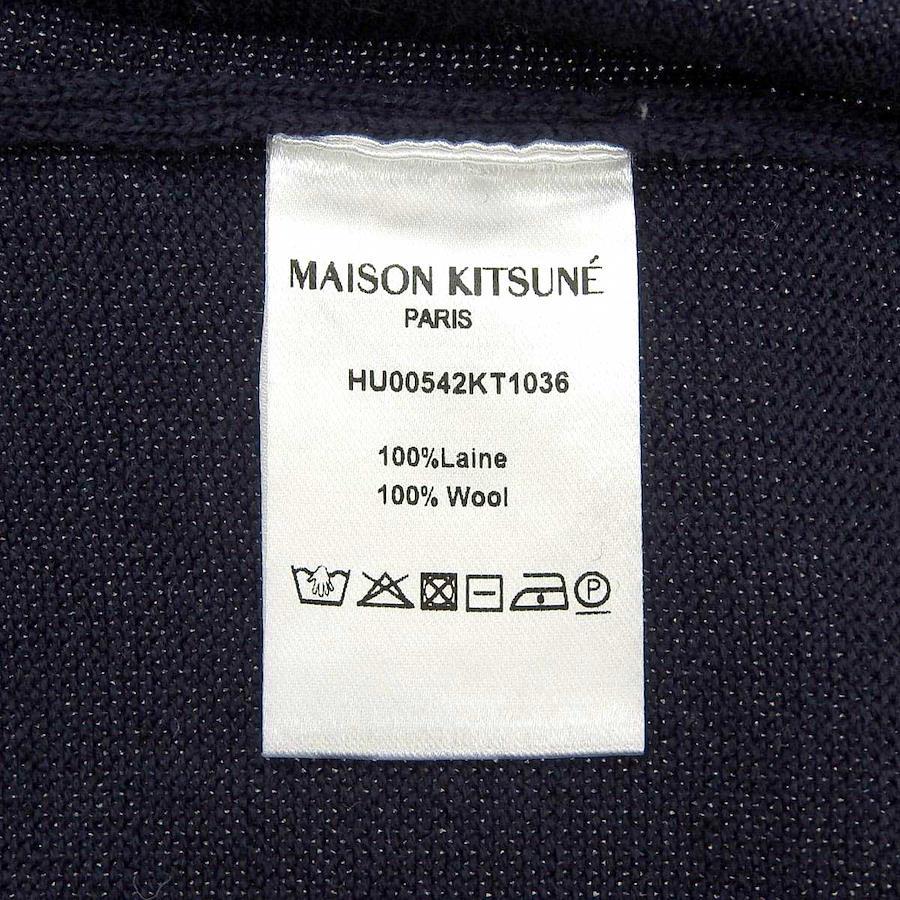 MAISON KITSUNÉ
PARIS
HU00542KT1036
100%Laine
100% Wool
P